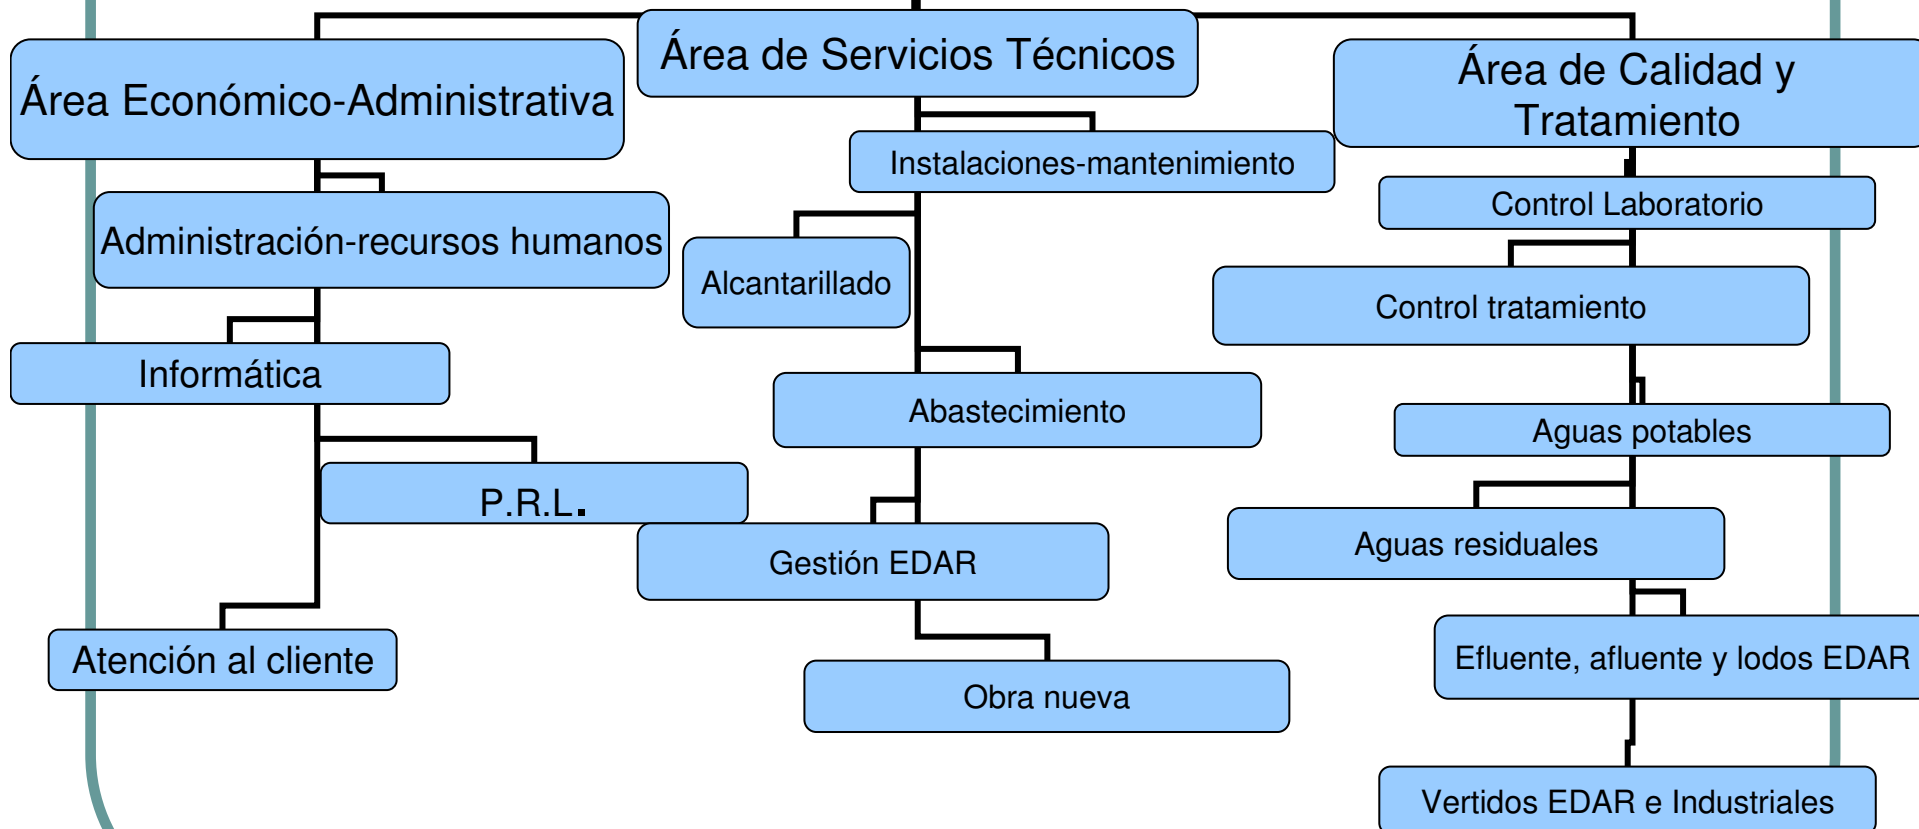 Área Económico-Administrativa
Administración-recursos humanos
Informática
P.R.L.
Atención al cliente
Área de Servicios Técnicos
Instalaciones-mantenimiento
Alcantarillado
Abastecimiento
Gestión EDAR
Obra nueva
Área de Calidad y
Tratamiento
Control Laboratorio
Control tratamiento
Aguas potables
Aguas residuales
Efluente, afluente y lodos EDAR
Vertidos EDAR e Industriales